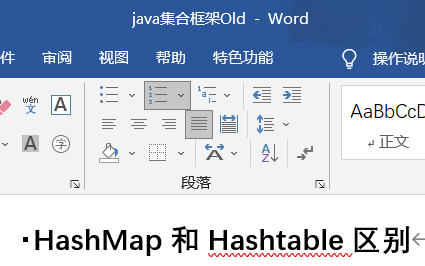 java集合框架Old - Word
件 审阅 视图 帮助 特色功能 操作说明
wén
文 A
A 字
AaBbCcD
正文
段落
HashMap 和 Hashtable 区别